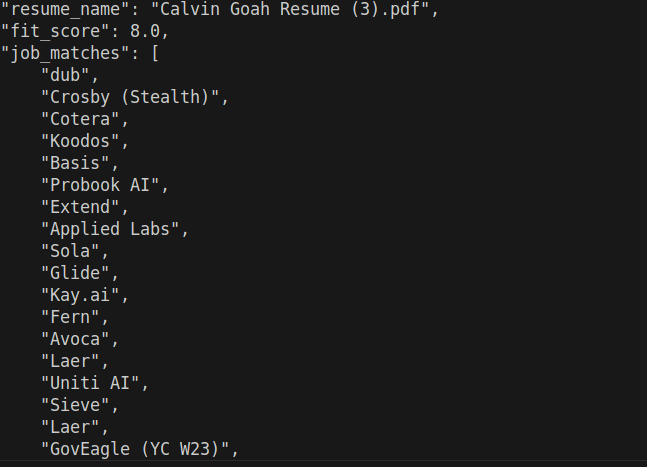 "resume_name": "Calvin Goah Resume (3).pdf",
"fit_score": 8.0,
"job_matches": [
"dub",
"Crosby (Stealth)",
"Cotera",
"Koodos",
"Basis",
"Probook AI",
"Extend",
"Applied Labs",
"Sola",
"Glide",
"Kay.ai",
"Fern",
"Avoca",
"Laer",
"Uniti AI",
"Sieve",
"Laer",
"GovEagle (YC W23)",